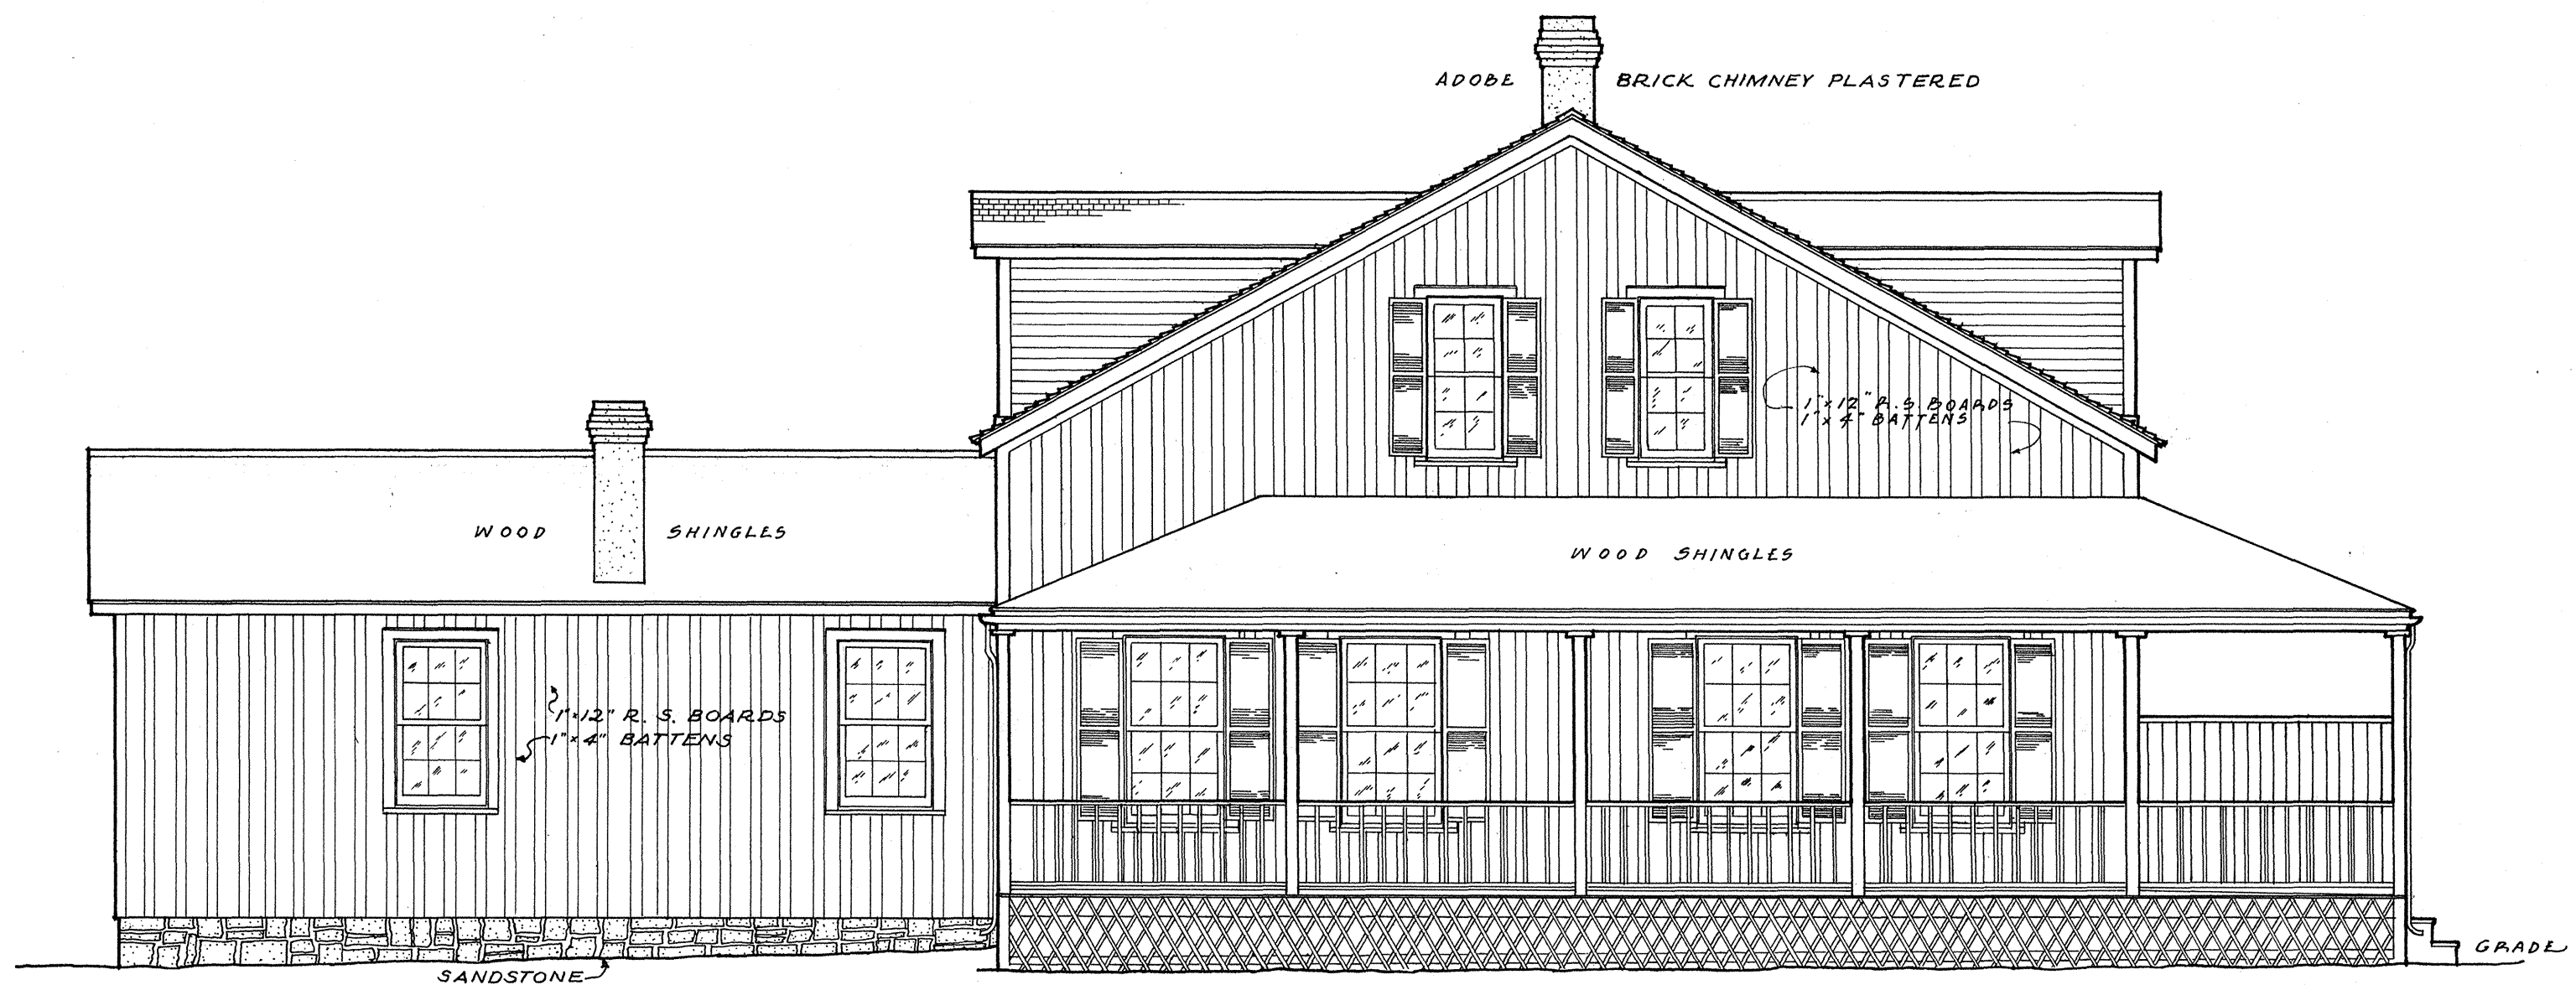 ADOBE BRICK CHIMNEY PLASTERED
1"x12" R.S. BOARDS
1"x4" BATTENS
WOOD SHINGLES
WOOD SHINGLES
1"x12" R. S. BOARDS
1"x4" BATTENS
GRADE
SANDSTONE